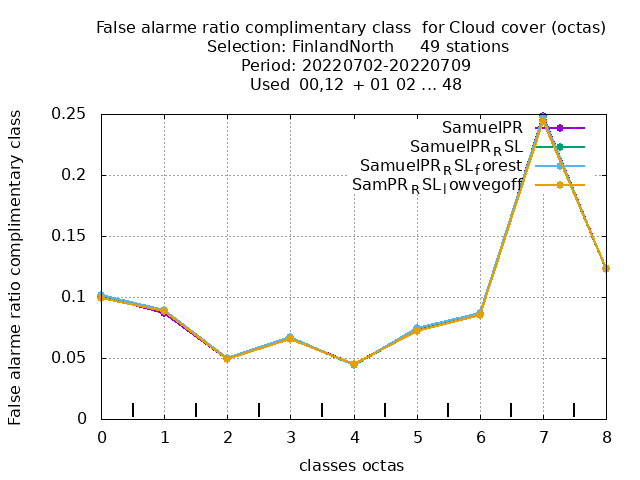 False alarme ratio complimentary class for Cloud cover (octas)
Selection: FinlandNorth 49 stations
Period: 20220702-20220709
Used 00,12 + 01 02 ... 48
False alarme ratio complimentary class
0.25
0.2
0.15
0.1
0.05
0
SamuelPR
SamuelPR_RSL
SamuelPR_RSL_forest
SamPR_RSL_lowvegoff
0 1 2 3 4 5 6 7 8
classes octas